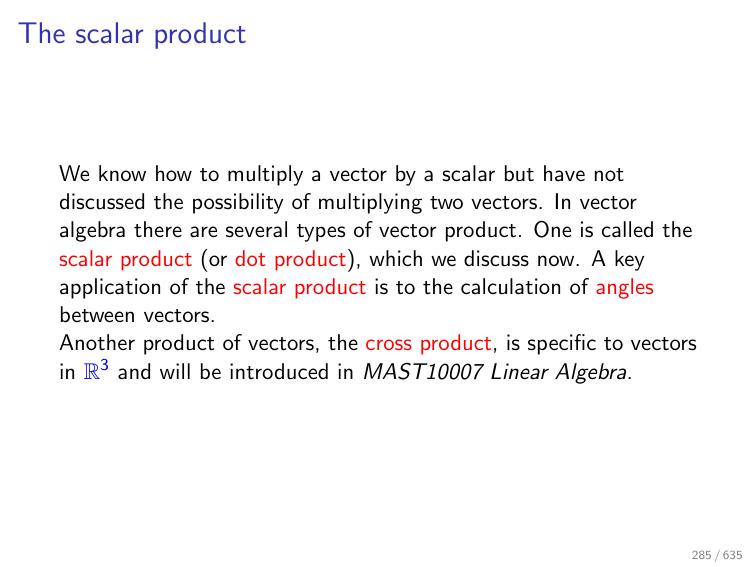 The scalar product
We know how to multiply a vector by a scalar but have not
discussed the possibility of multiplying two vectors. In vector
algebra there are several types of vector product. One is called the
scalar product (or dot product), which we discuss now. A key
application of the scalar product is to the calculation of angles
between vectors.
Another product of vectors, the cross product, is specific to vectors
in ℝ³ and will be introduced in MAST10007 Linear Algebra.
285 / 635